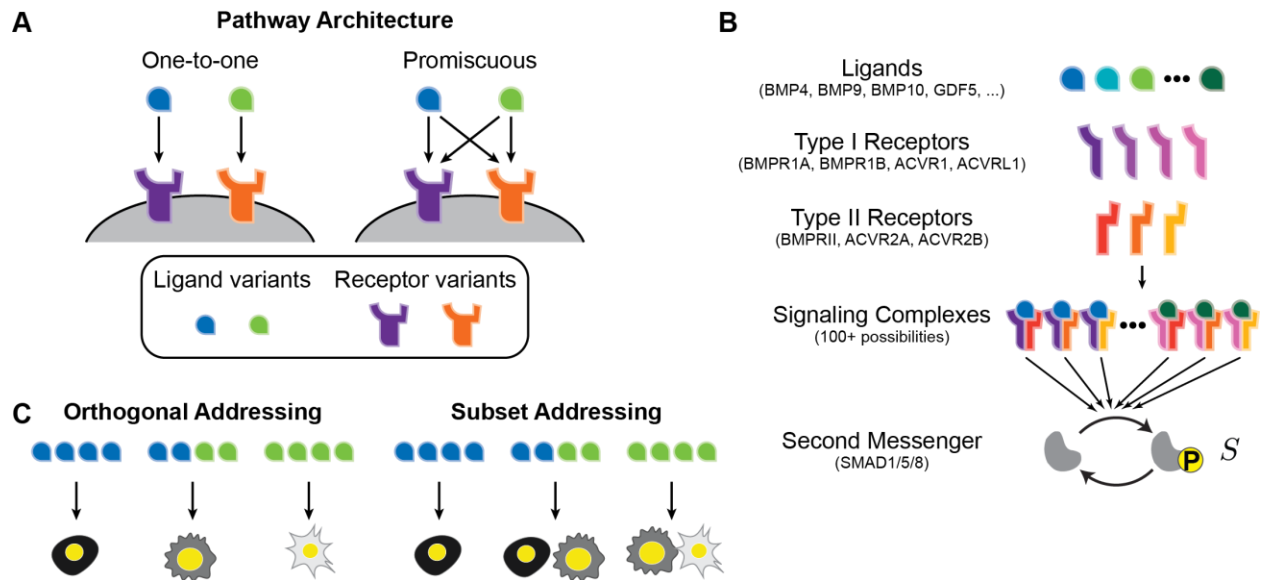 A
Pathway Architecture
One-to-one
Promiscuous
Ligand variants
Receptor variants
B
Ligands
(BMP4, BMP9, BMP10, GDF5, ...)
Type I Receptors
(BMPR1A, BMPR1B, ACVR1, ACVRL1)
Type II Receptors
(BMPRII, ACVR2A, ACVR2B)
Signaling Complexes
(100+ possibilities)
Second Messenger
(SMAD1/5/8)
P
S
C
Orthogonal Addressing
Subset Addressing